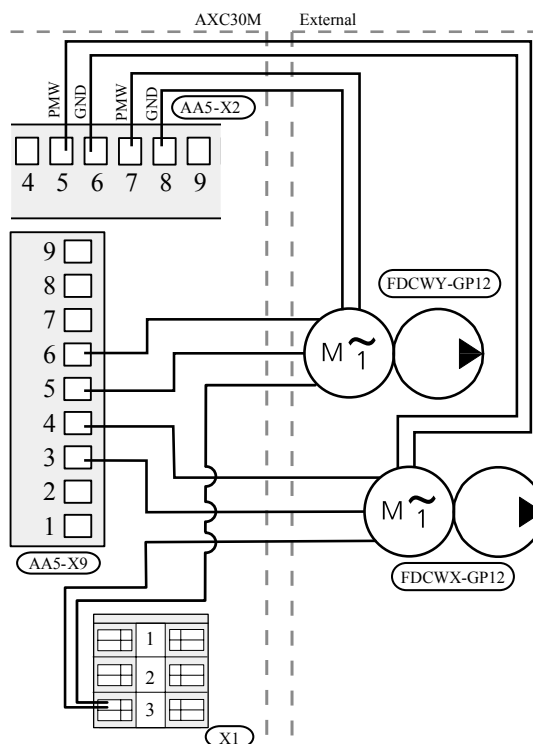 AXC30M
External
PMW
GND
PMW
GND
AA5-X2
4 5 6 7 8 9
9
8
7
6
5
4
3
2
1
AA5-X9
FDCWY-GP12
M ~ 1
M ~ 1
FDCWX-GP12
1
2
3
X1